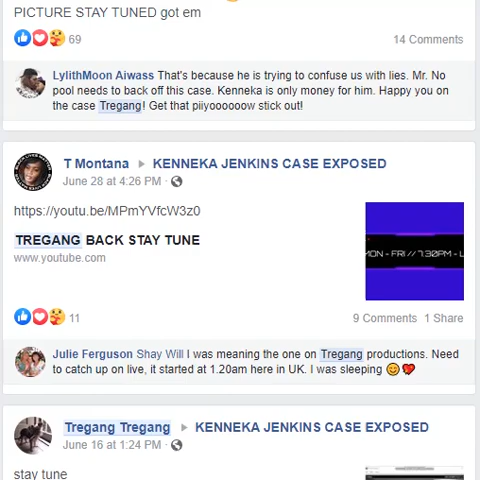 PICTURE STAY TUNED got em
69
14 Comments
LylithMoon Aiwass That's because he is trying to confuse us with lies. Mr. No
pool needs to back off this case. Kenneka is only money for him. Happy you on
the case Tregang! Get that piiyoooooow stick out!
T Montana ▸ KENNEKA JENKINS CASE EXPOSED
June 28 at 4:26 PM ·
https://youtu.be/MPmYVfcW3z0
TREGANG BACK STAY TUNE
www.youtube.com
MON - FRI // 7.30PM - L
11
9 Comments 1 Share
Julie Ferguson Shay Will I was meaning the one on Tregang productions. Need
to catch up on live, it started at 1.20am here in UK. I was sleeping 😊💘
Tregang Tregang ▸ KENNEKA JENKINS CASE EXPOSED
June 16 at 1:24 PM ·
stay tune